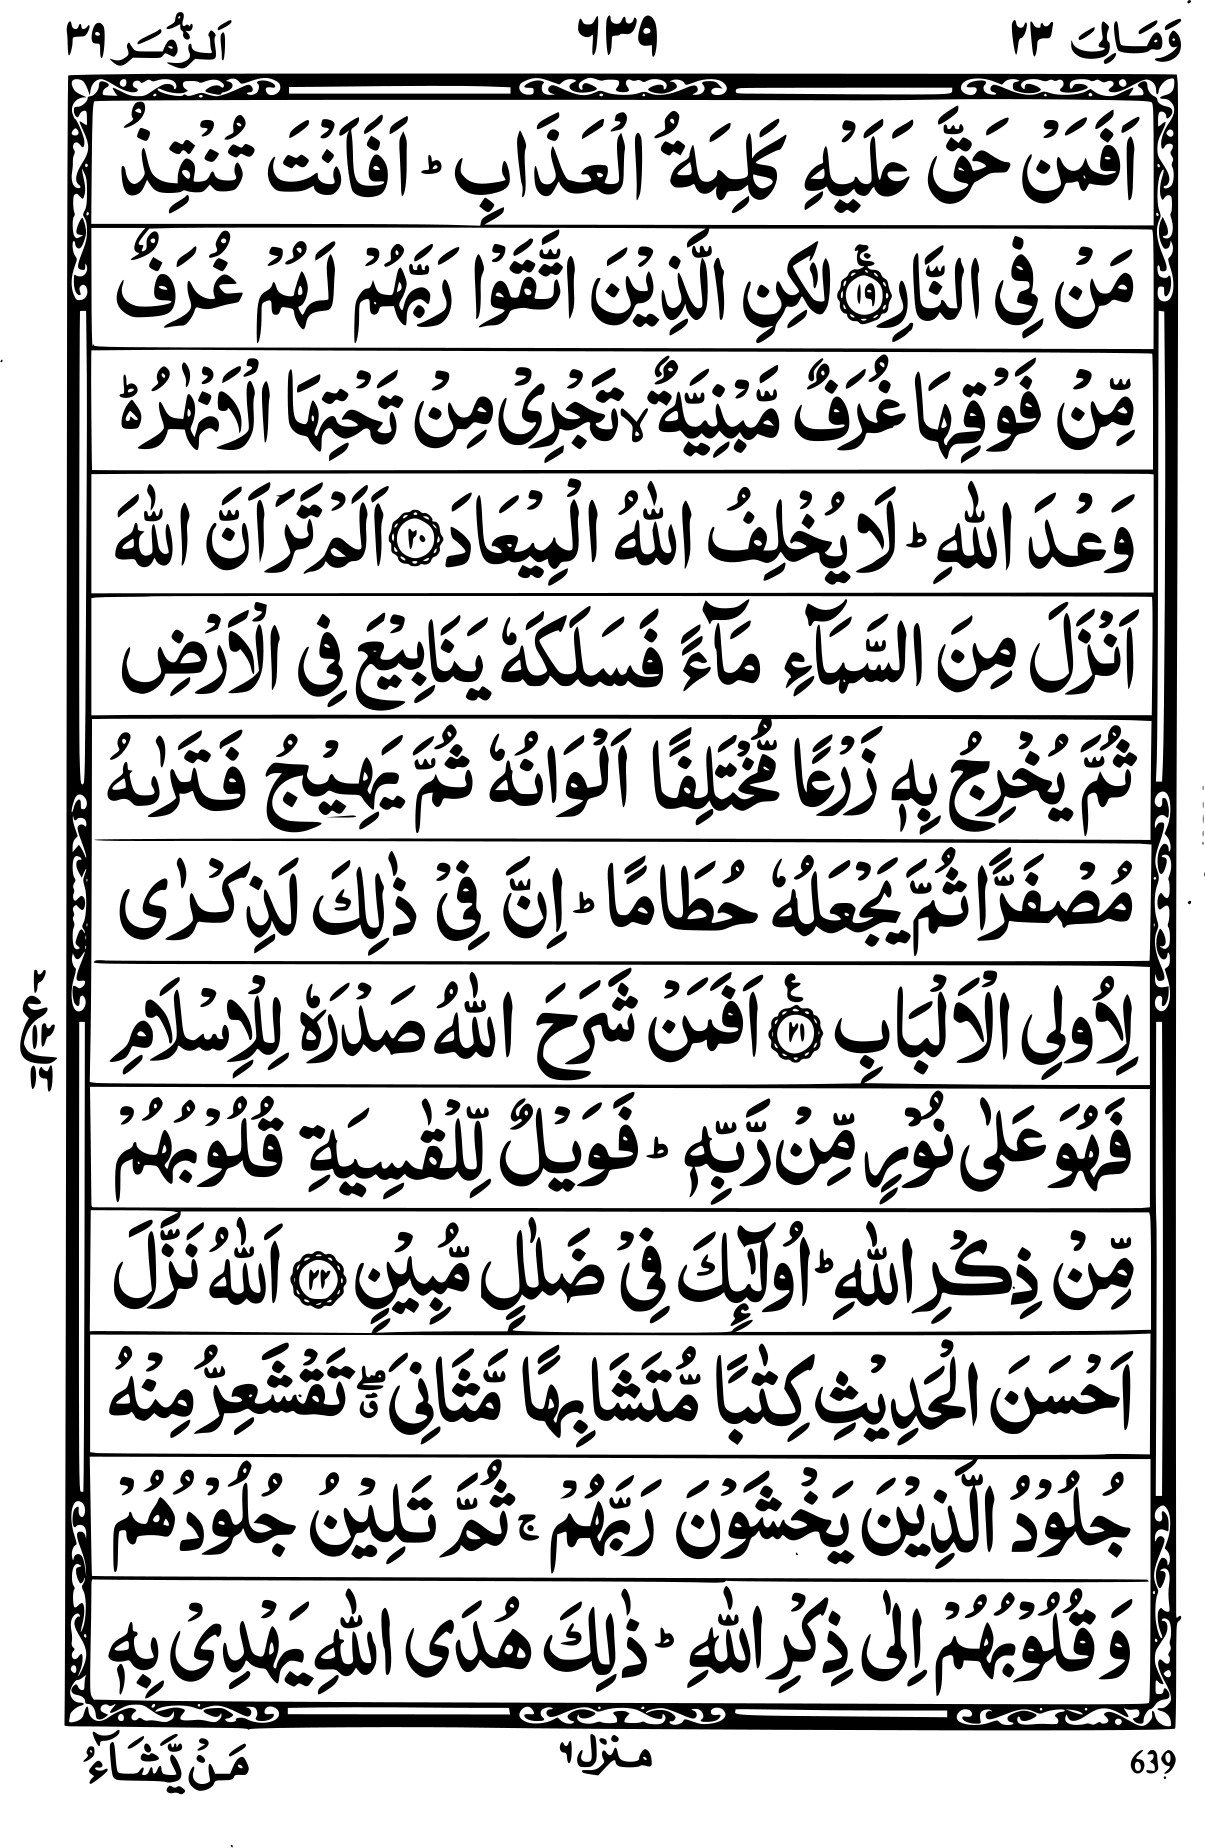 وَمَالِیَ ٢٣ ٦٣٩ اَلزُّمَر ٣٩
اَفَمَنْ حَقَّ عَلَیْهِ کَلِمَةُ الْعَذَابِ ؕ اَفَاَنْتَ تُنْقِذُ
مَنْ فِی النَّارِ ۚ ﴿١٩﴾ لٰکِنِ الَّذِیْنَ اتَّقَوْا رَبَّهُمْ لَهُمْ غُرَفٌ
مِّنْ فَوْقِهَا غُرَفٌ مَّبْنِیَّةٌ ۙ تَجْرِیْ مِنْ تَحْتِهَا الْاَنْهٰرُ ؕ۬
وَعْدَ اللّٰهِ ؕ لَا یُخْلِفُ اللّٰهُ الْمِیْعَادَ ﴿٢٠﴾ اَلَمْ تَرَ اَنَّ اللّٰهَ
اَنْزَلَ مِنَ السَّمَآءِ مَآءً فَسَلَکَهٗ یَنَابِیْعَ فِی الْاَرْضِ
ثُمَّ یُخْرِجُ بِهٖ زَرْعًا مُّخْتَلِفًا اَلْوَانُهٗ ثُمَّ یَهِیْجُ فَتَرٰىهُ
مُصْفَرًّا ثُمَّ یَجْعَلُهٗ حُطَامًا ؕ اِنَّ فِیْ ذٰلِکَ لَذِکْرٰی
لِاُولِی الْاَلْبَابِ ﴿٢١﴾ ع اَفَمَنْ شَرَحَ اللّٰهُ صَدْرَهٗ لِلْاِسْلَامِ
٢ ع ١٢ ١٦
فَهُوَ عَلٰی نُوْرٍ مِّنْ رَّبِّهٖ ؕ فَوَیْلٌ لِّلْقٰسِیَةِ قُلُوْبُهُمْ
مِّنْ ذِکْرِ اللّٰهِ ؕ اُولٰٓئِکَ فِیْ ضَلٰلٍ مُّبِیْنٍ ﴿٢٢﴾ اَللّٰهُ نَزَّلَ
اَحْسَنَ الْحَدِیْثِ کِتٰبًا مُّتَشَابِهًا مَّثَانِیَ ۖۗ تَقْشَعِرُّ مِنْهُ
جُلُوْدُ الَّذِیْنَ یَخْشَوْنَ رَبَّهُمْ ۚ ثُمَّ تَلِیْنُ جُلُوْدُهُمْ
وَ قُلُوْبُهُمْ اِلٰی ذِکْرِ اللّٰهِ ؕ ذٰلِکَ هُدَی اللّٰهِ یَهْدِیْ بِهٖ
639 منزل ٦ مَنْ یَّشَآءُ